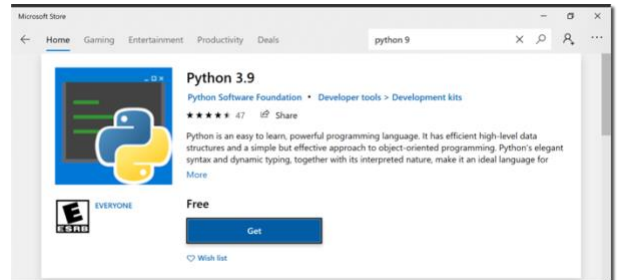 Microsoft Store
Home Gaming Entertainment Productivity Deals python 9
Python 3.9
Python Software Foundation • Developer tools > Development kits
47 Share
Python is an easy to learn, powerful programming language. It has efficient high-level data
structures and a simple but effective approach to object-oriented programming. Python's elegant
syntax and dynamic typing, together with its interpreted nature, make it an ideal language for
More
E EVERYONE
ESRB
Free
Get
Wish list